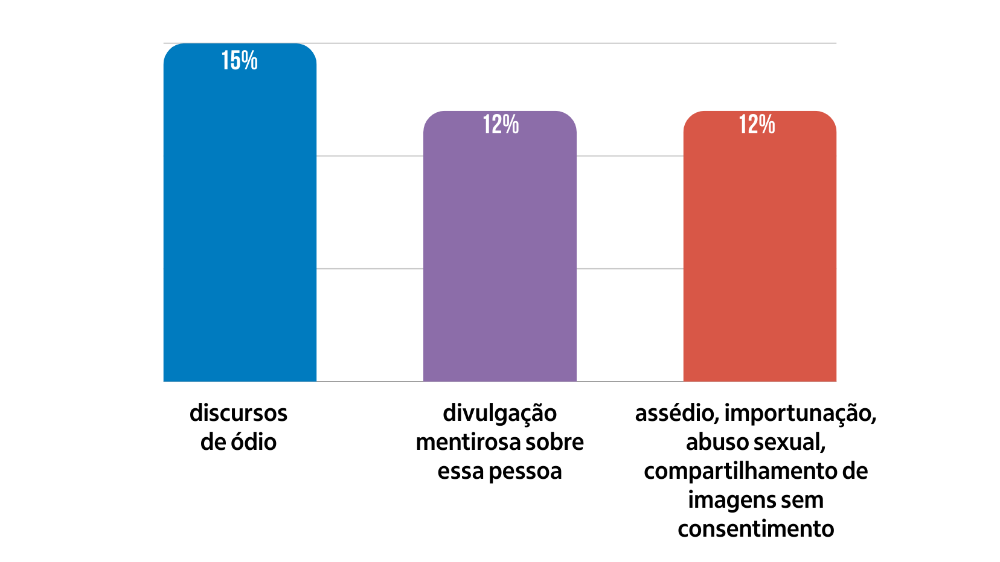 15%
12%
12%
discursos
de ódio
divulgação
mentirosa sobre
essa pessoa
assédio, importunação,
abuso sexual,
compartilhamento de
imagens sem
consentimento